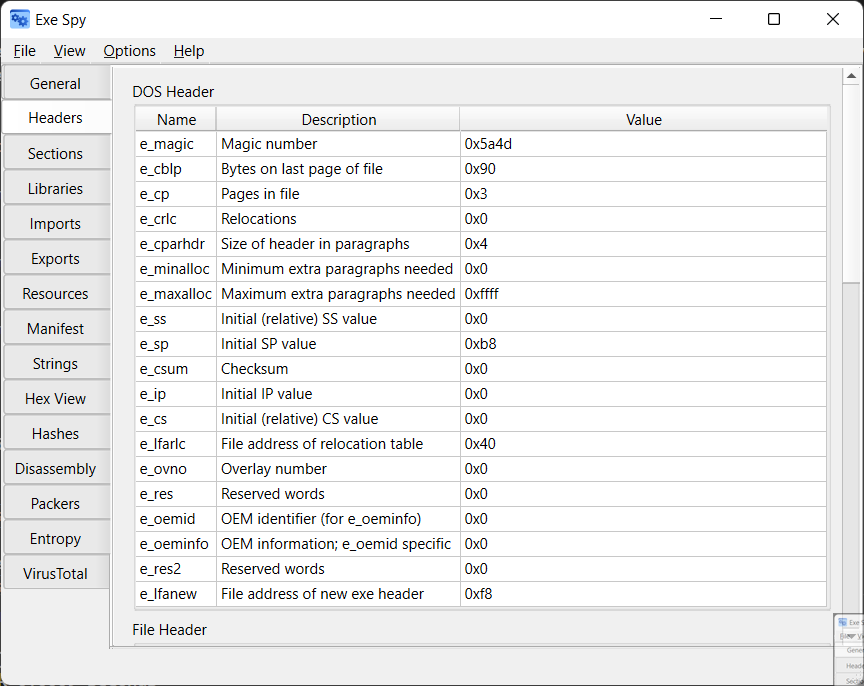 Exe Spy
File View Options Help
General
Headers
Sections
Libraries
Imports
Exports
Resources
Manifest
Strings
Hex View
Hashes
Disassembly
Packers
Entropy
VirusTotal
DOS Header
Name Description Value
e_magic Magic number 0x5a4d
e_cblp Bytes on last page of file 0x90
e_cp Pages in file 0x3
e_crlc Relocations 0x0
e_cparhdr Size of header in paragraphs 0x4
e_minalloc Minimum extra paragraphs needed 0x0
e_maxalloc Maximum extra paragraphs needed 0xffff
e_ss Initial (relative) SS value 0x0
e_sp Initial SP value 0xb8
e_csum Checksum 0x0
e_ip Initial IP value 0x0
e_cs Initial (relative) CS value 0x0
e_lfarlc File address of relocation table 0x40
e_ovno Overlay number 0x0
e_res Reserved words 0x0
e_oemid OEM identifier (for e_oeminfo) 0x0
e_oeminfo OEM information; e_oemid specific 0x0
e_res2 Reserved words 0x0
e_lfanew File address of new exe header 0xf8
File Header